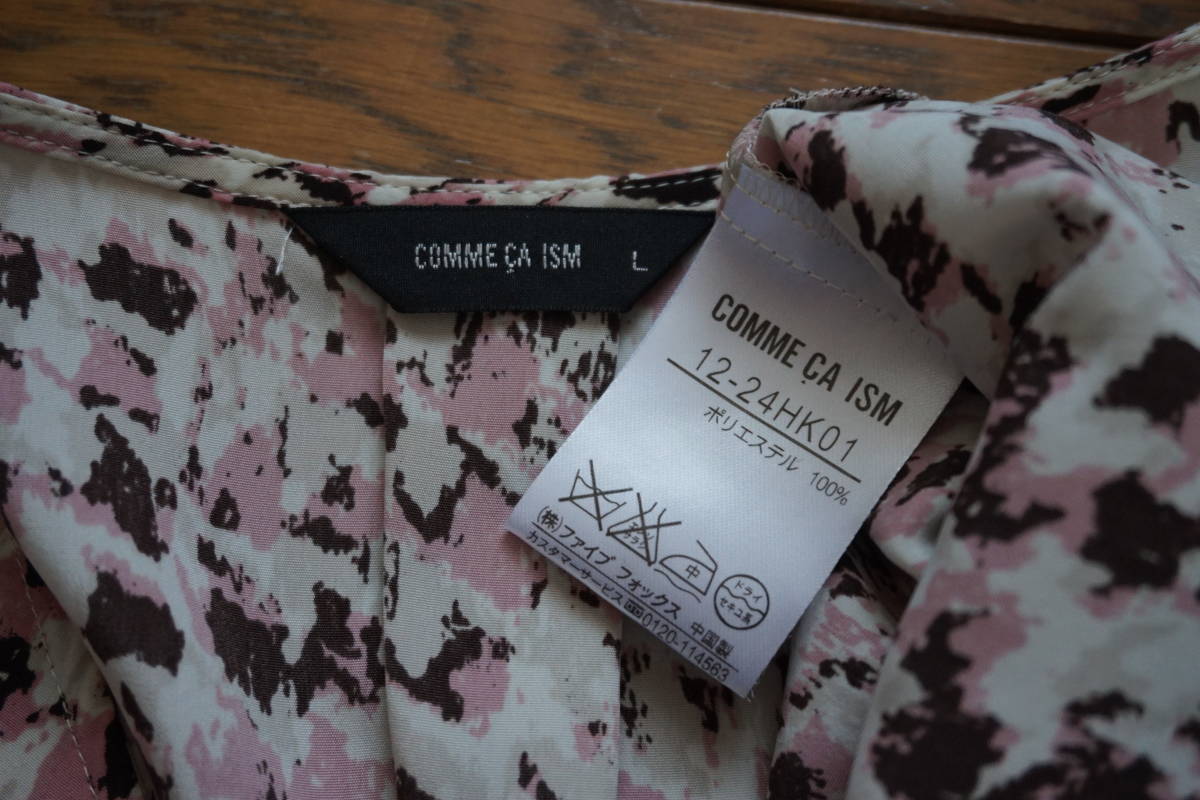 COMME ÇA ISM L
COMME ÇA ISM
12-24HK01
ポリエステル 100%
中
ドライ
セキユ系
(株)ファイブ フォックス 中国製
カスタマーサービス 0120-114563